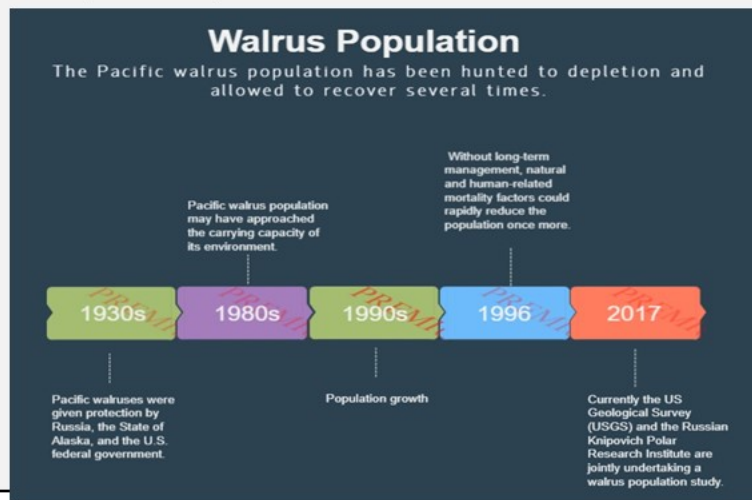 Walrus Population
The Pacific walrus population has been hunted to depletion and
allowed to recover several times.
Without long-term
management, natural
and human-related
mortality factors could
rapidly reduce the
population once more.
Pacific walrus population
may have approached
the carrying capacity of
its environment.
1930s
1980s
1990s
1996
2017
Pacific walruses were
given protection by
Russia, the State of
Alaska, and the U.S.
federal government.
Population growth
Currently the US
Geological Survey
(USGS) and the Russian
Knipovich Polar
Research Institute are
jointly undertaking a
walrus population study.